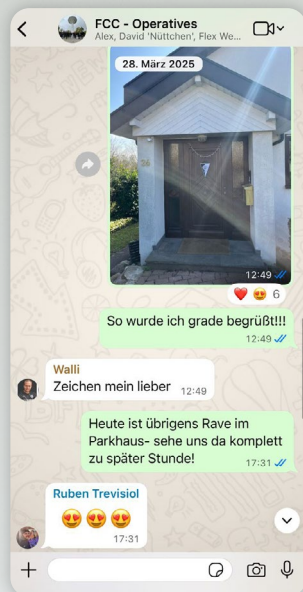 FCC - Operatives
Alex, David 'Nüttchen', Flex We...
28. März 2025
26
12:49
❤️ 😍 6
So wurde ich grade begrüßt!!!
12:49
Walli
Zeichen mein lieber 12:49
Heute ist übrigens Rave im
Parkhaus- sehe uns da komplett
zu später Stunde!
17:31
Ruben Trevisiol
😍 😍 😍
17:31